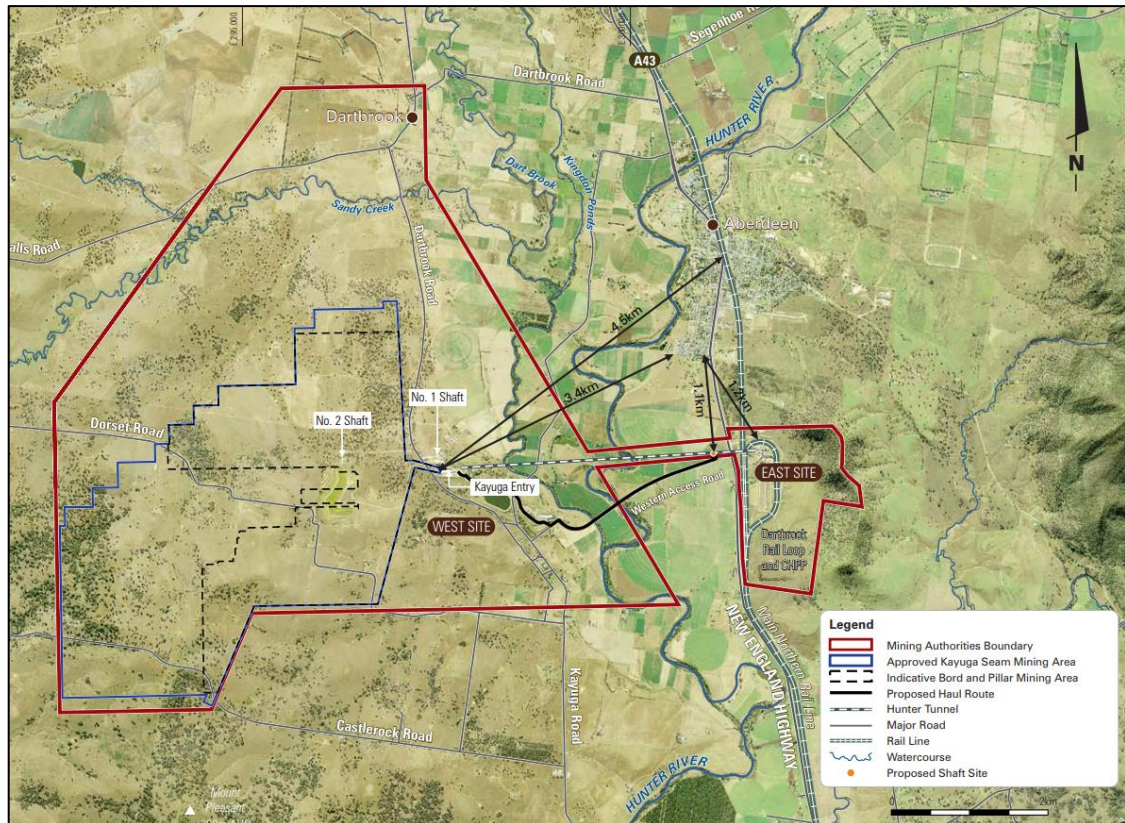 E 295 000
Segenhoe
A43
Dartbrook Road
HUNTER RIVER
Dartbrook
Dart Brook
Kingdon Ponds
Sandy Creek
Aberdeen
alls Road
Dartbrook Road
4.5km
3.4km
1.1km
1.2km
No. 1 Shaft
No. 2 Shaft
Dorset Road
Kayuga Entry
EAST SITE
WEST SITE
Western Access Road
Dartbrook
Rail Loop
and CHPP
Main Northern Rail Line
NEW ENGLAND HIGHWAY
Kayuga Road
Castlerock Road
HUNTER RIVER
Mount
Pleasant
N
Legend
Mining Authorities Boundary
Approved Kayuga Seam Mining Area
Indicative Bord and Pillar Mining Area
Proposed Haul Route
Hunter Tunnel
Major Road
Rail Line
Watercourse
Proposed Shaft Site
0
2km